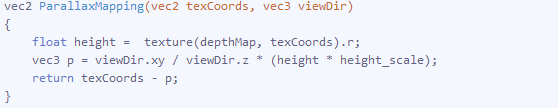 vec2 ParallaxMapping(vec2 texCoords, vec3 viewDir)
{
    float height =  texture(depthMap, texCoords).r;
    vec3 p = viewDir.xy / viewDir.z * (height * height_scale);
    return texCoords - p;
}